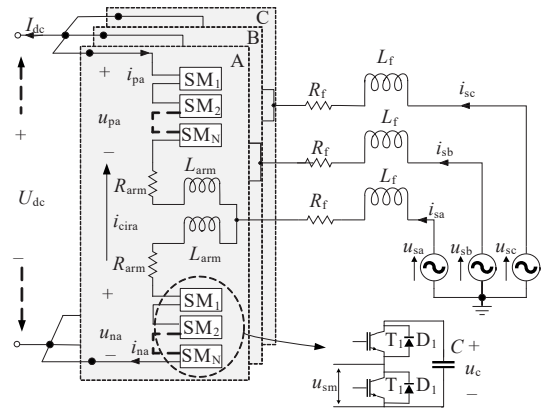 C
B
A
I_dc
+
U_dc
−
+
i_pa
u_pa
−
SM_1
SM_2
SM_N
R_arm
L_arm
i_cira
L_arm
R_arm
+
u_na
−
i_na
SM_1
SM_2
SM_N
R_f
L_f
i_sc
R_f
L_f
i_sb
R_f
L_f
i_sa
u_sa
u_sb
u_sc
T_1
D_1
C
+
u_c
−
u_sm
T_1
D_1